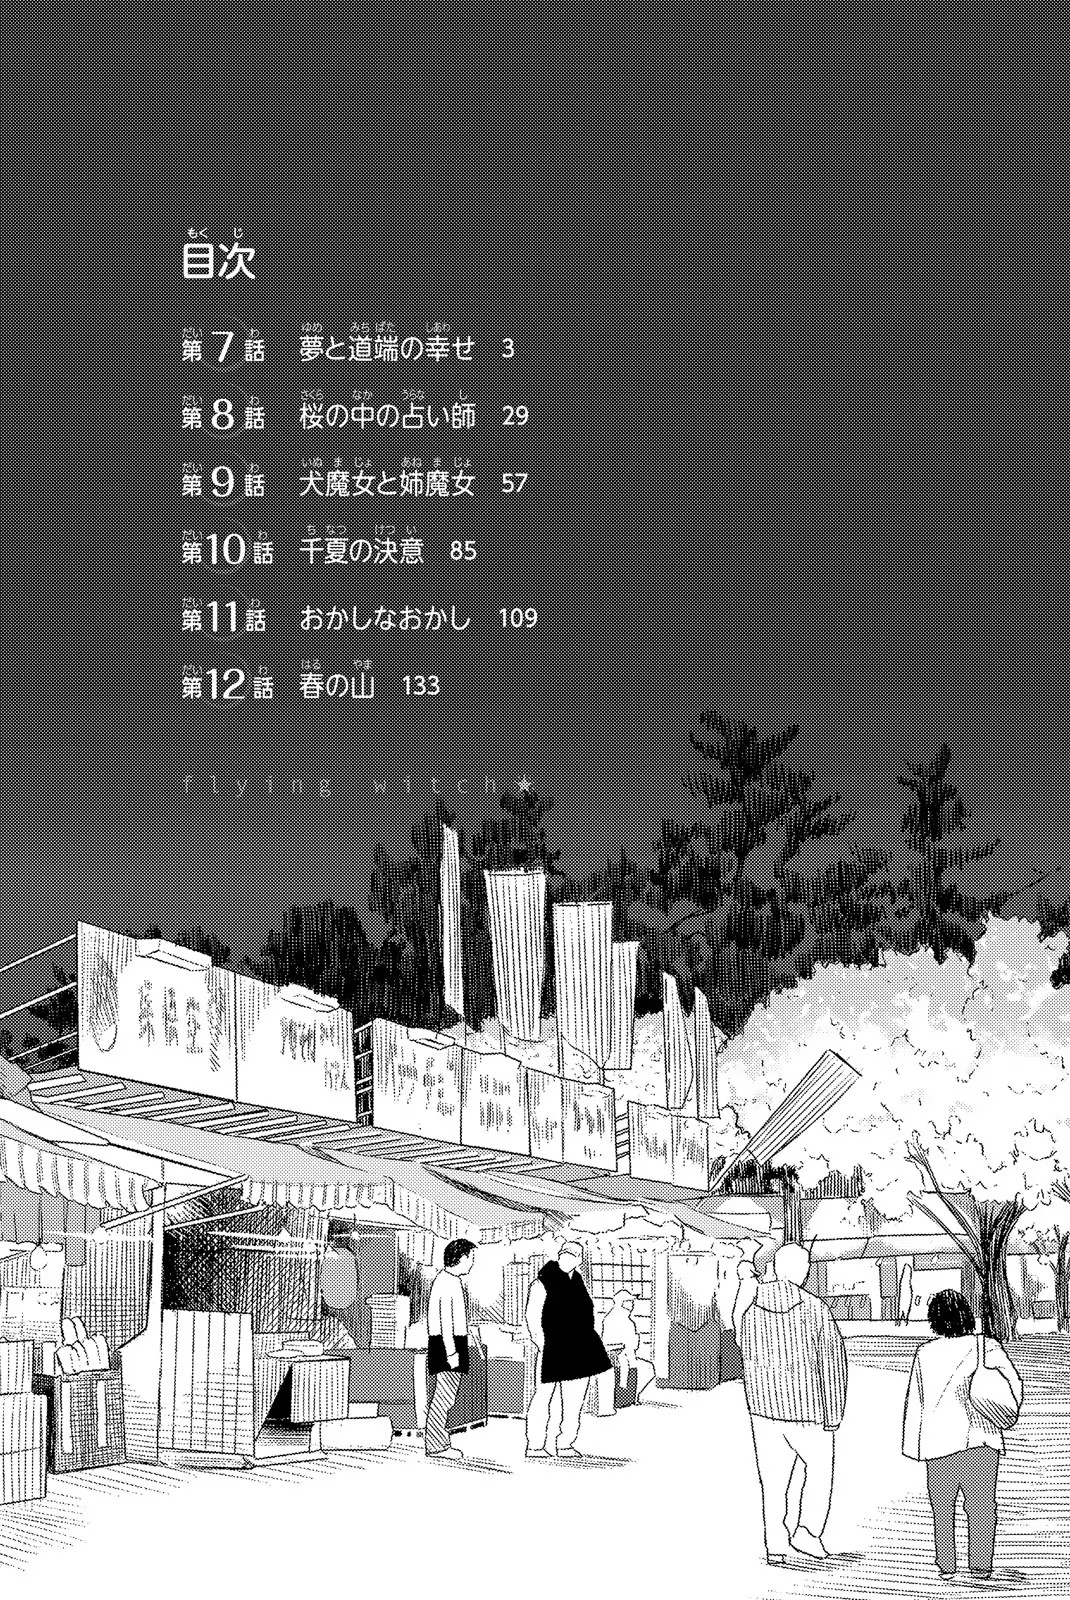 目次
第7話 夢と道端の幸せ 3
第8話 桜の中の占い師 29
第9話 犬魔女と姉魔女 57
第10話 千夏の決意 85
第11話 おかしなおかし 109
第12話 春の山 133
flying witch★